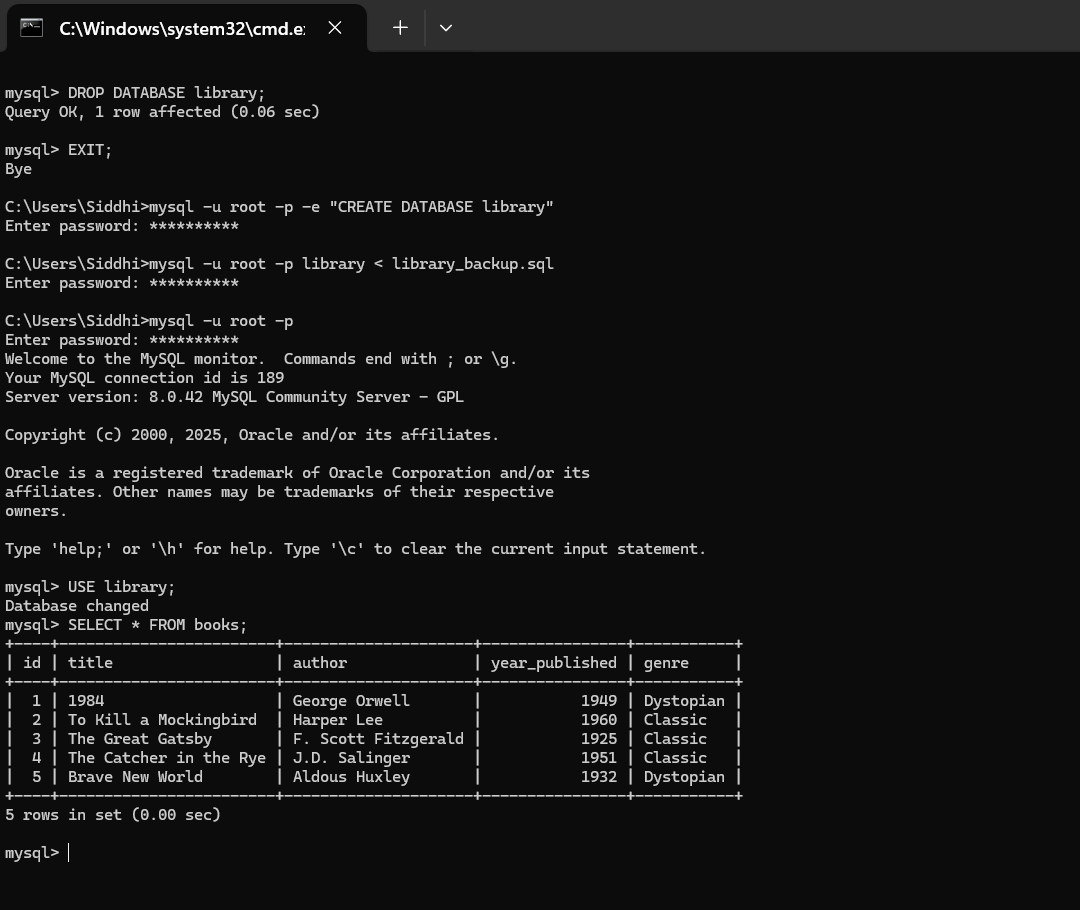 C:\Windows\system32\cmd.e
mysql> DROP DATABASE library;
Query OK, 1 row affected (0.06 sec)
mysql> EXIT;
Bye
C:\Users\Siddhi>mysql -u root -p -e "CREATE DATABASE library"
Enter password: **********
C:\Users\Siddhi>mysql -u root -p library < library_backup.sql
Enter password: **********
C:\Users\Siddhi>mysql -u root -p
Enter password: **********
Welcome to the MySQL monitor.  Commands end with ; or \g.
Your MySQL connection id is 189
Server version: 8.0.42 MySQL Community Server - GPL
Copyright (c) 2000, 2025, Oracle and/or its affiliates.
Oracle is a registered trademark of Oracle Corporation and/or its
affiliates. Other names may be trademarks of their respective
owners.
Type 'help;' or '\h' for help. Type '\c' to clear the current input statement.
mysql> USE library;
Database changed
mysql> SELECT * FROM books;
+----+------------------------+---------------------+----------------+-----------+
| id | title                  | author              | year_published | genre     |
+----+------------------------+---------------------+----------------+-----------+
|  1 | 1984                   | George Orwell       |           1949 | Dystopian |
|  2 | To Kill a Mockingbird  | Harper Lee          |           1960 | Classic   |
|  3 | The Great Gatsby       | F. Scott Fitzgerald |           1925 | Classic   |
|  4 | The Catcher in the Rye | J.D. Salinger       |           1951 | Classic   |
|  5 | Brave New World        | Aldous Huxley       |           1932 | Dystopian |
+----+------------------------+---------------------+----------------+-----------+
5 rows in set (0.00 sec)
mysql>